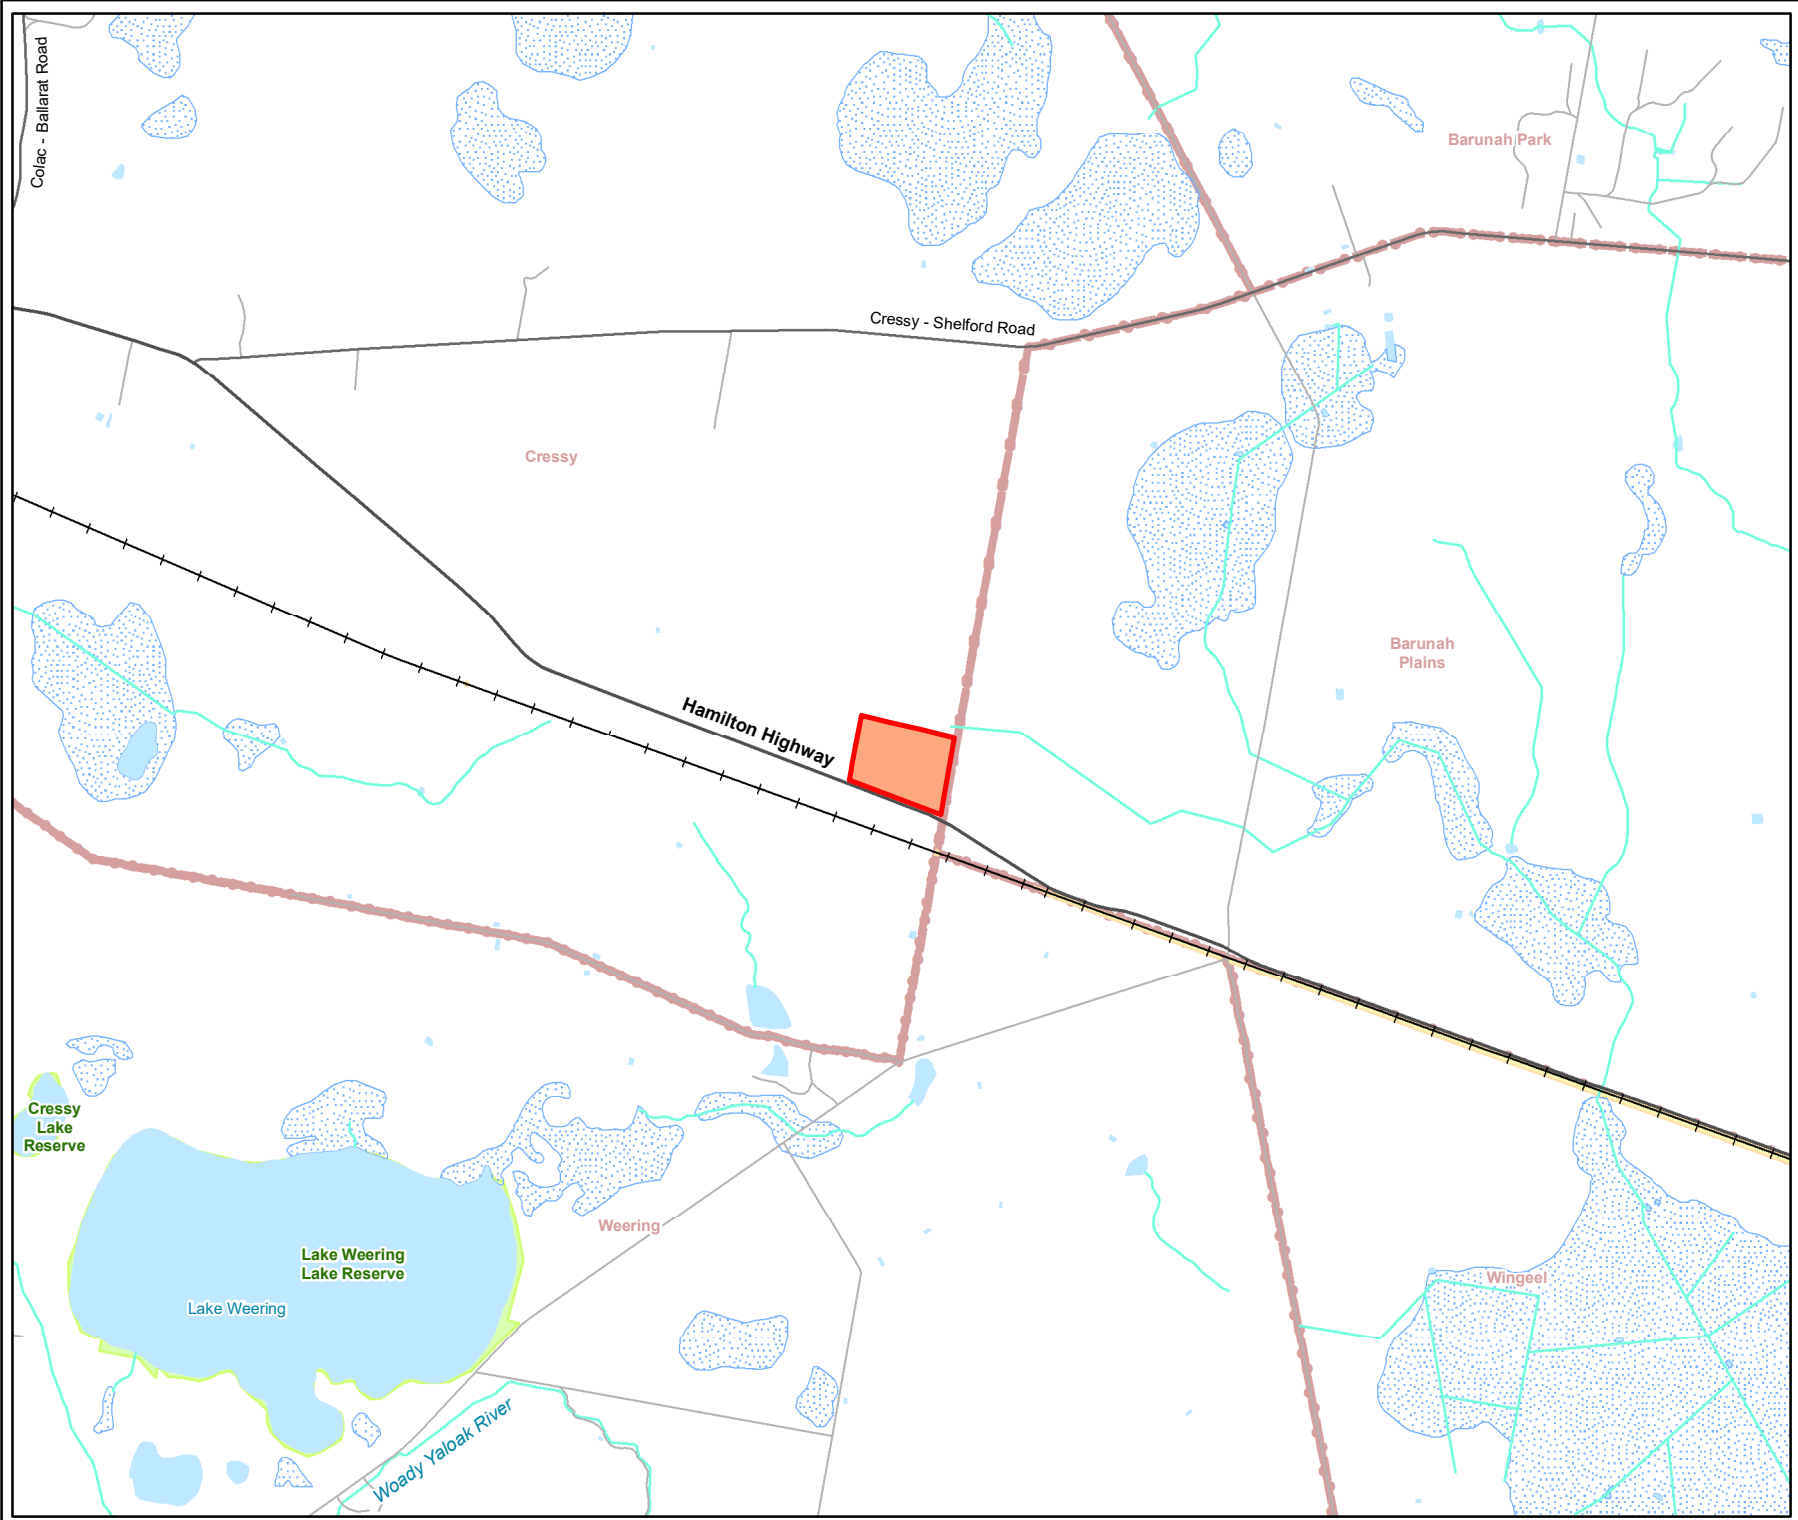 Colac - Ballarat Road
Barunah Park
Cressy - Shelford Road
Cressy
Barunah
Plains
Hamilton Highway
Cressy
Lake
Reserve
Weering
Lake Weering
Lake Reserve
Wingeel
Lake Weering
Woady Yaloak River